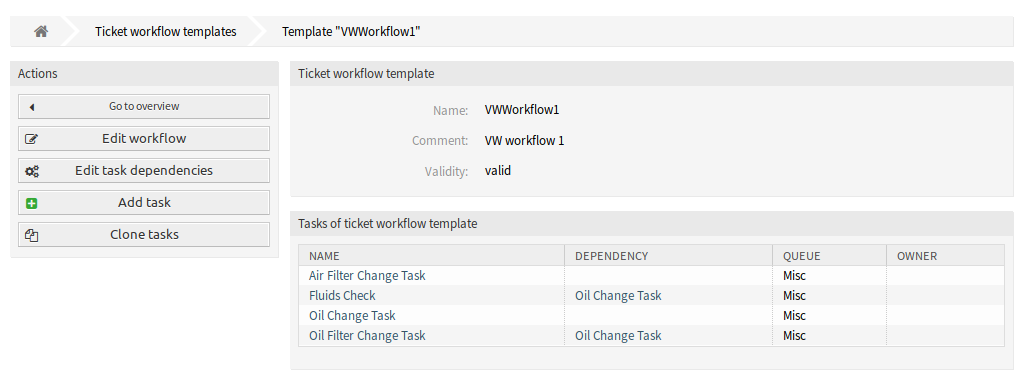 Ticket workflow templates Template "VWWorkflow1"
Actions
Go to overview
Edit workflow
Edit task dependencies
Add task
Clone tasks
Ticket workflow template
Name: VWWorkflow1
Comment: VW workflow 1
Validity: valid
Tasks of ticket workflow template
NAME DEPENDENCY QUEUE OWNER
Air Filter Change Task Misc
Fluids Check Oil Change Task Misc
Oil Change Task Misc
Oil Filter Change Task Oil Change Task Misc